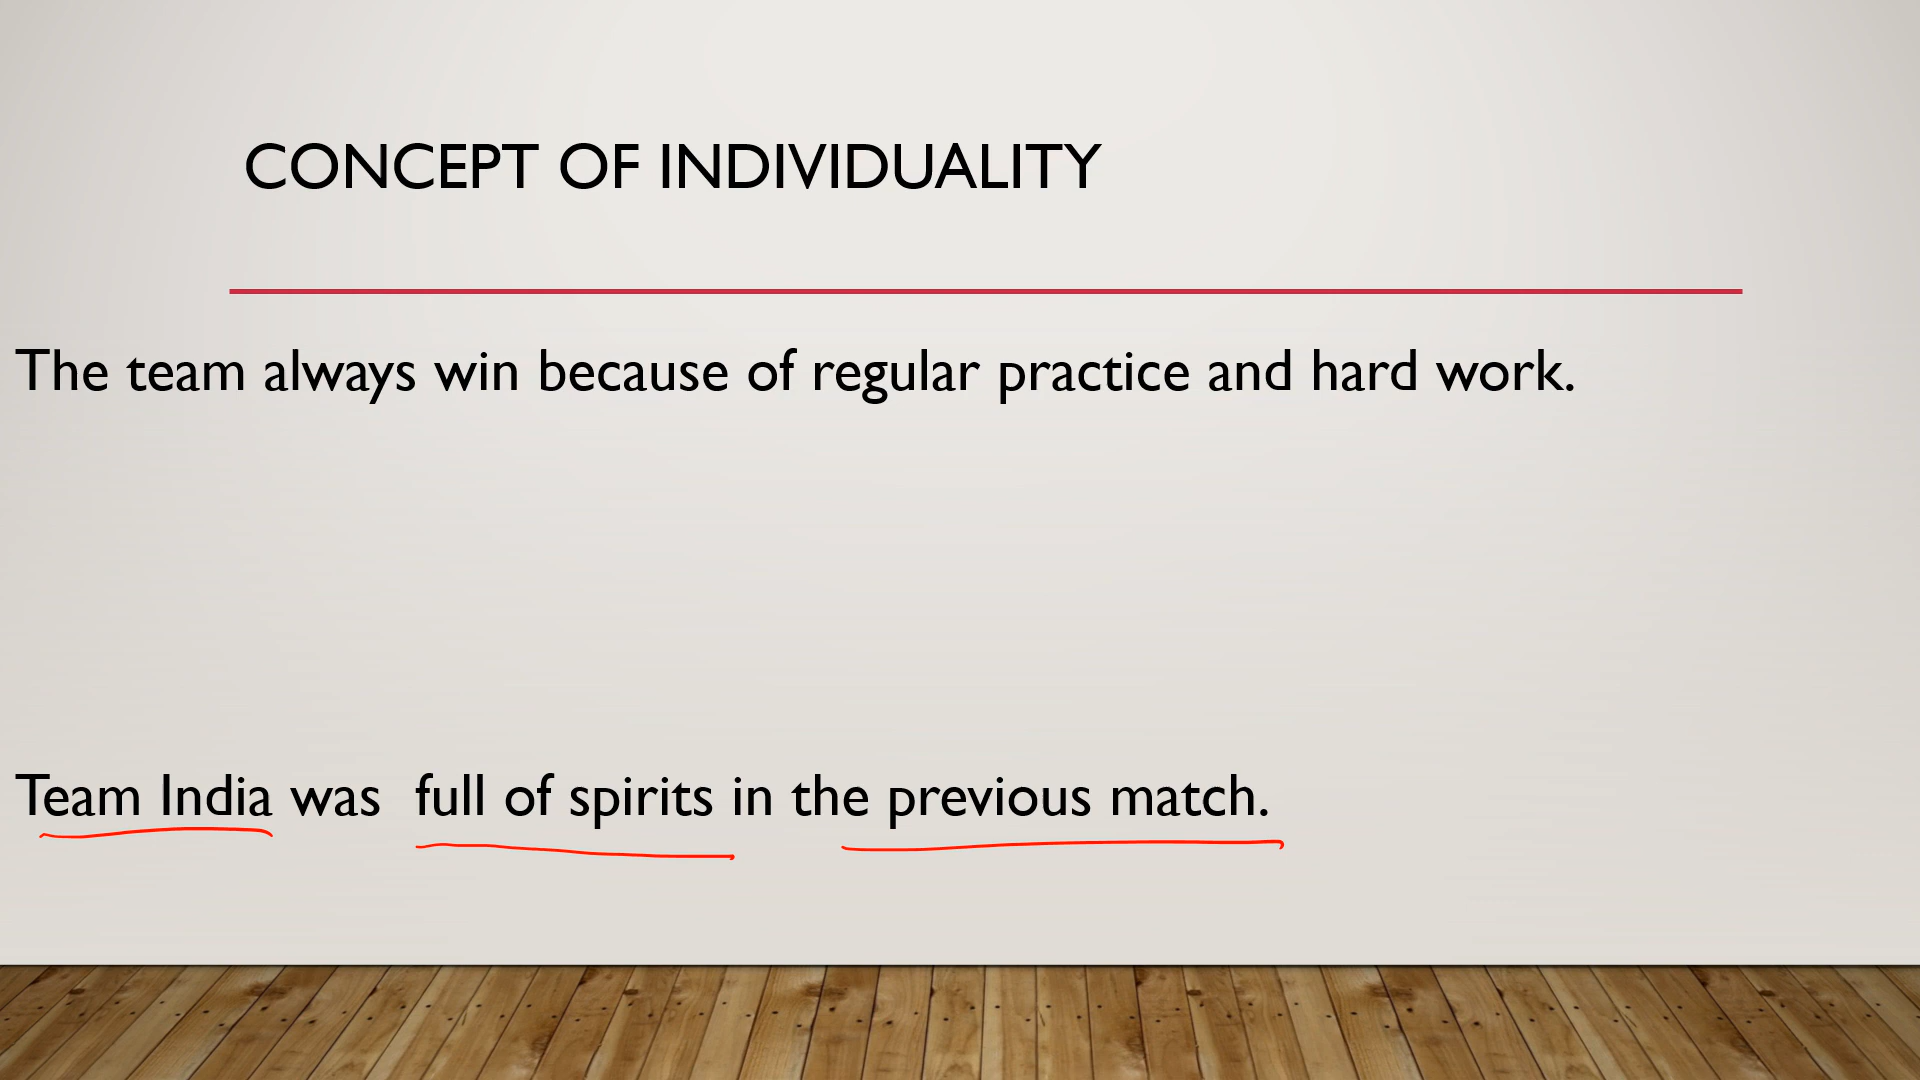 CONCEPT OF INDIVIDUALITY
The team always win because of regular practice and hard work.
Team India was  full of spirits in the previous match.